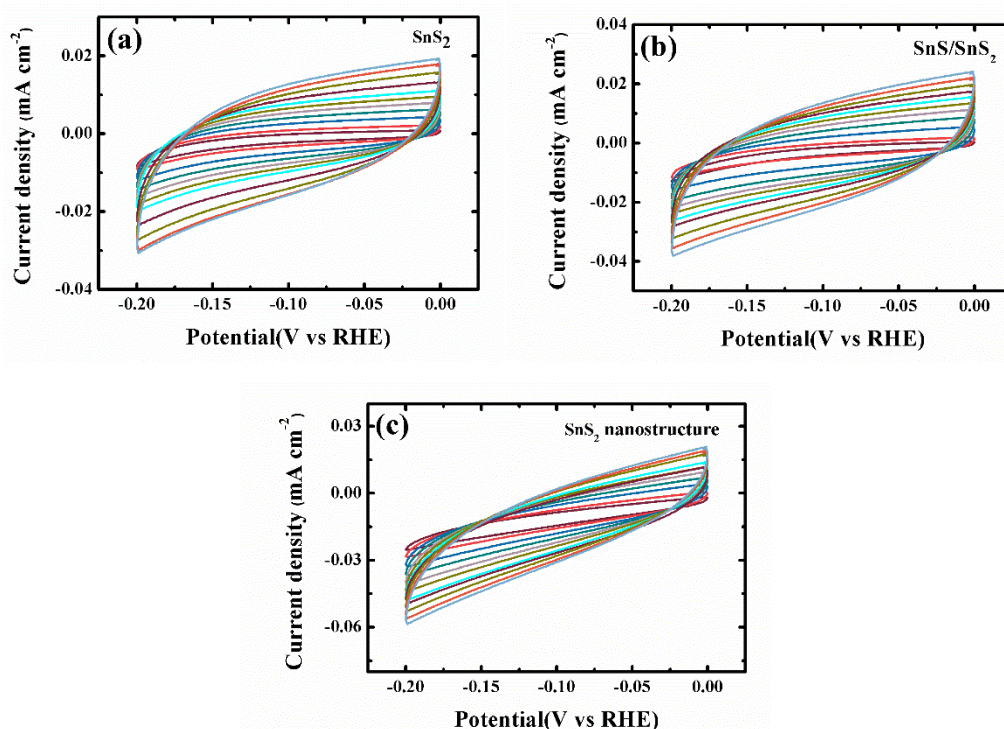 (a)
SnS2
Current density (mA cm-2)
0.02
0.00
-0.02
-0.04
-0.20
-0.15
-0.10
-0.05
0.00
Potential(V vs RHE)
(b)
SnS/SnS2
Current density (mA cm-2)
0.04
0.02
0.00
-0.02
-0.04
-0.20
-0.15
-0.10
-0.05
0.00
Potential(V vs RHE)
(c)
SnS2 nanostructure
Current density (mA cm-2)
0.03
0.00
-0.03
-0.06
-0.20
-0.15
-0.10
-0.05
0.00
Potential(V vs RHE)